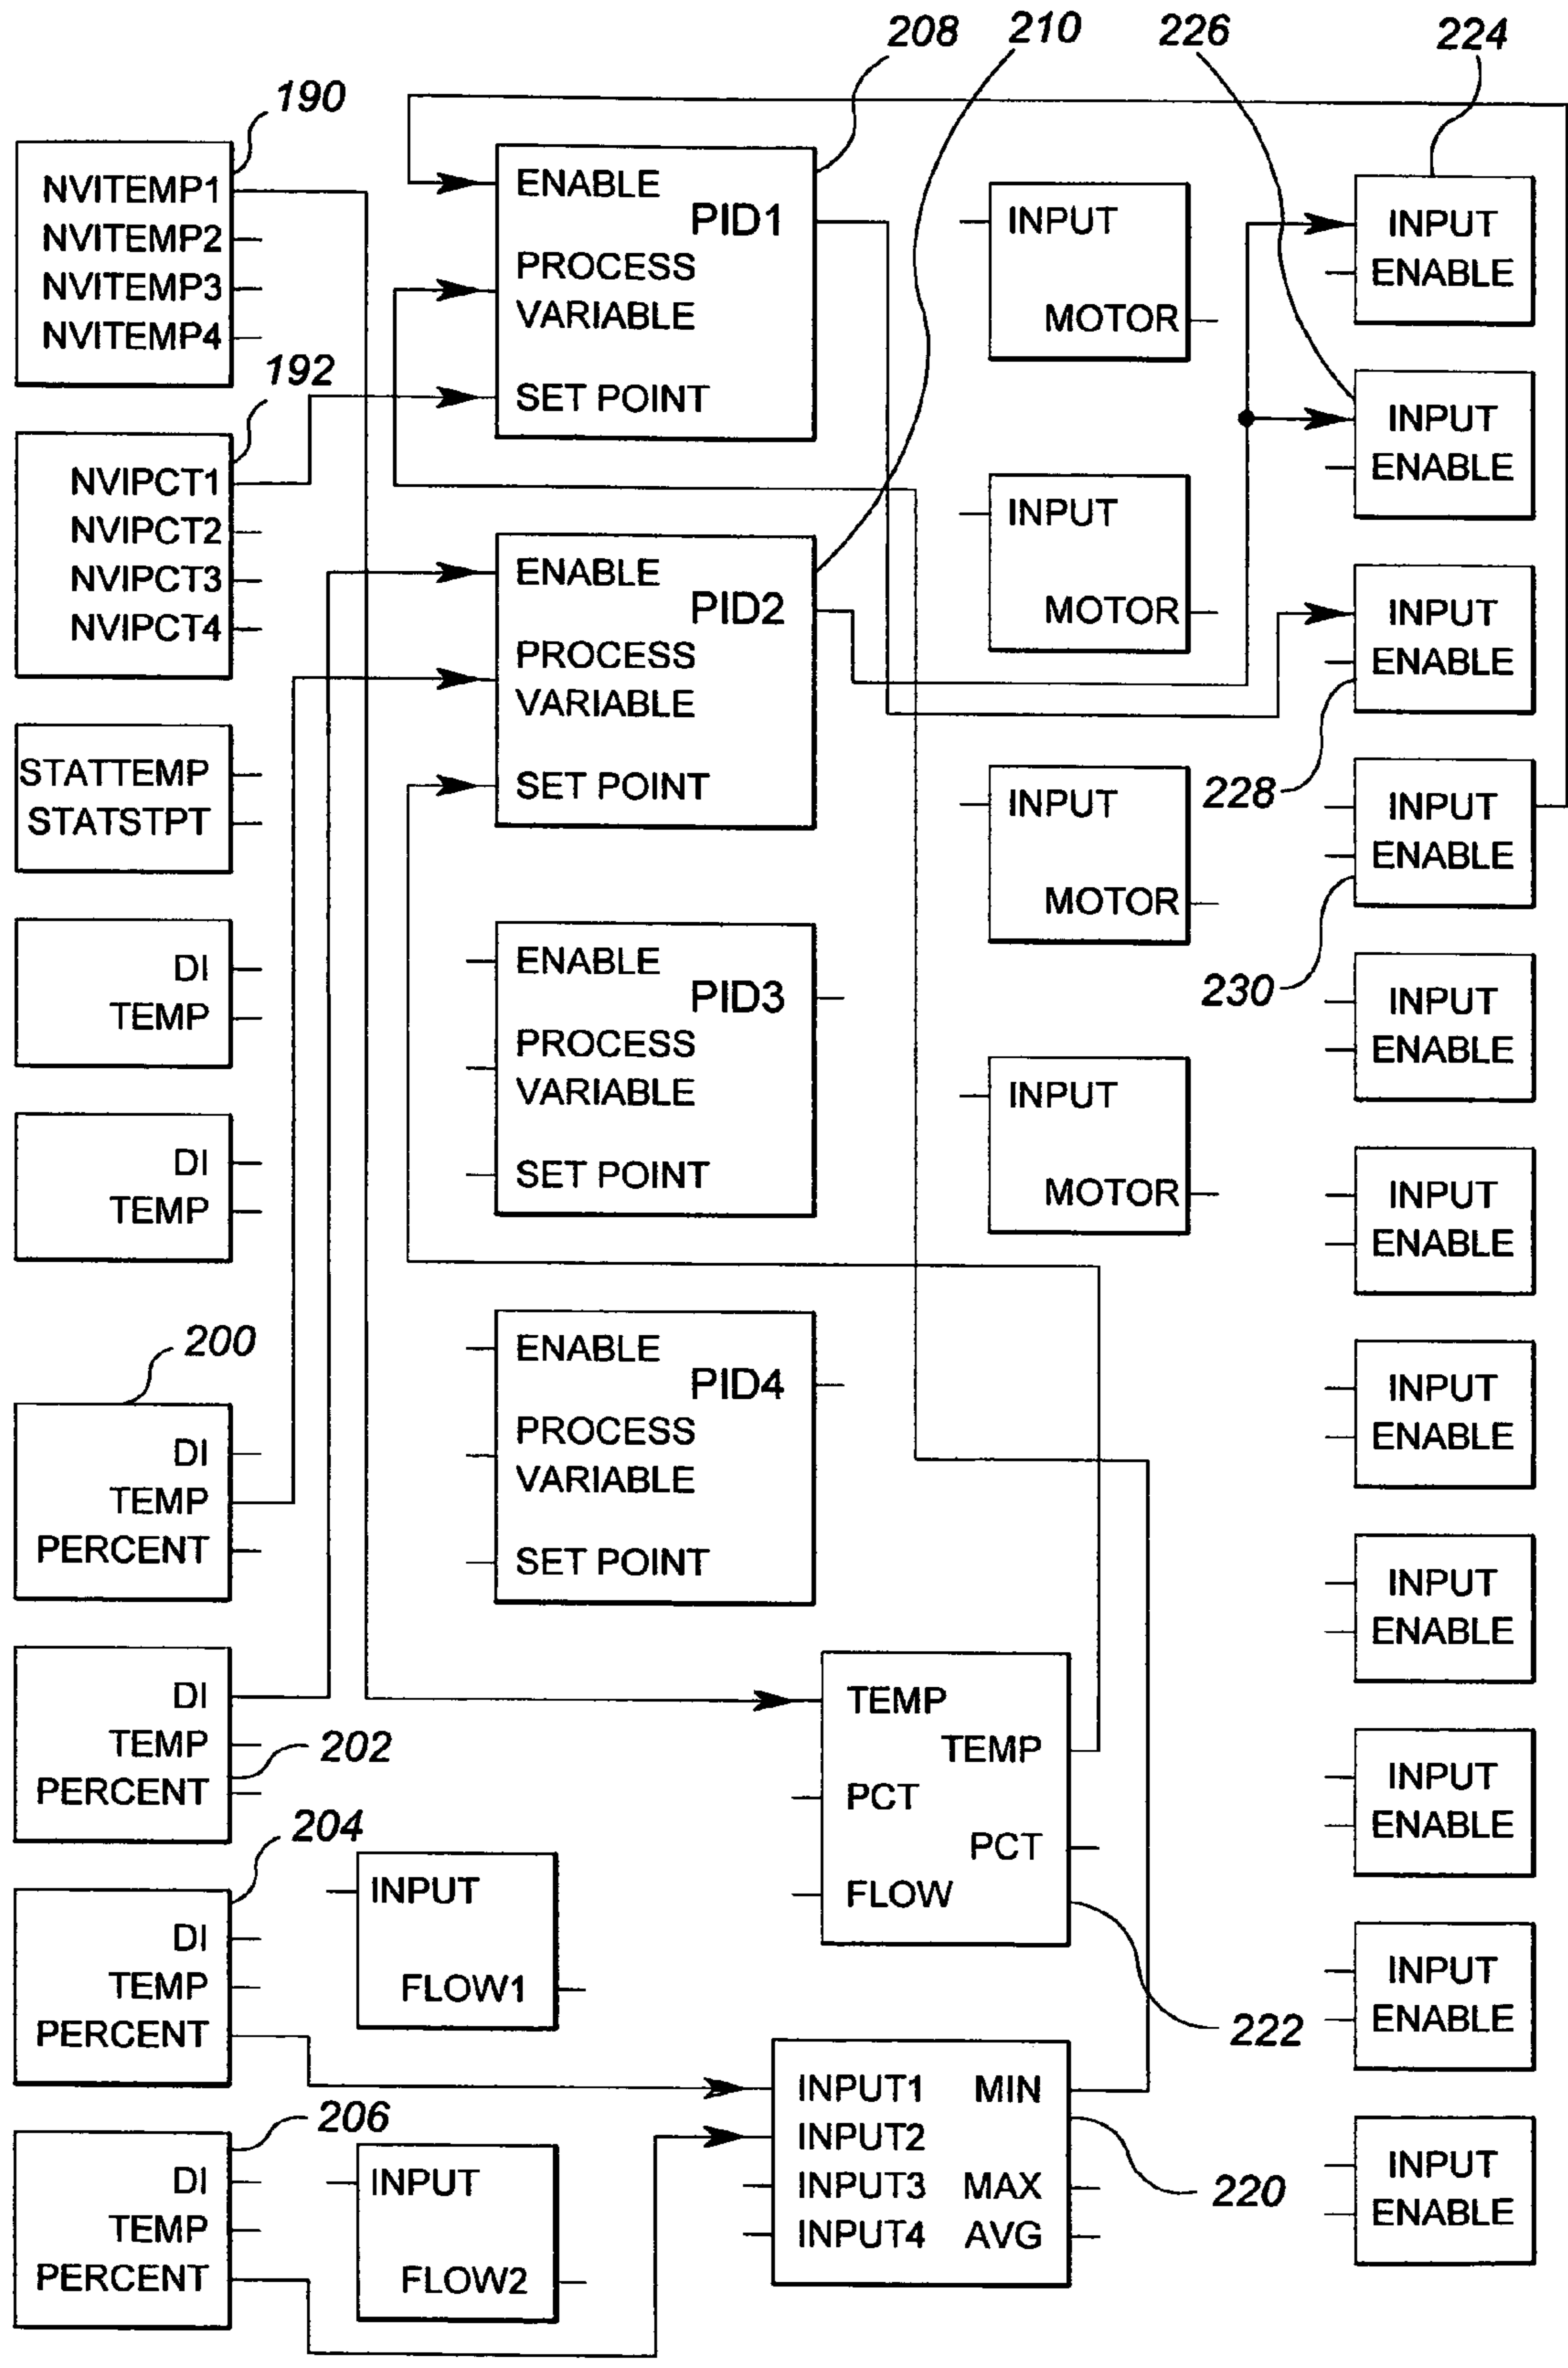 208
210
226
224
190
NVITEMP1
NVITEMP2
NVITEMP3
NVITEMP4
192
NVIPCT1
NVIPCT2
NVIPCT3
NVIPCT4
STATTEMP
STATSTPT
DI
TEMP
DI
TEMP
200
DI
TEMP
PERCENT
DI
TEMP
202
PERCENT
204
DI
TEMP
PERCENT
206
DI
TEMP
PERCENT
ENABLE
PID1
PROCESS
VARIABLE
SET POINT
ENABLE
PID2
PROCESS
VARIABLE
SET POINT
ENABLE
PID3
PROCESS
VARIABLE
SET POINT
ENABLE
PID4
PROCESS
VARIABLE
SET POINT
INPUT
FLOW1
INPUT
FLOW2
INPUT
MOTOR
INPUT
MOTOR
INPUT
MOTOR
INPUT
MOTOR
TEMP
TEMP
PCT
PCT
FLOW
222
INPUT1 MIN
INPUT2
INPUT3 MAX
INPUT4 AVG
220
INPUT
ENABLE
INPUT
ENABLE
INPUT
ENABLE
228
INPUT
ENABLE
230
INPUT
ENABLE
INPUT
ENABLE
INPUT
ENABLE
INPUT
ENABLE
INPUT
ENABLE
INPUT
ENABLE
INPUT
ENABLE